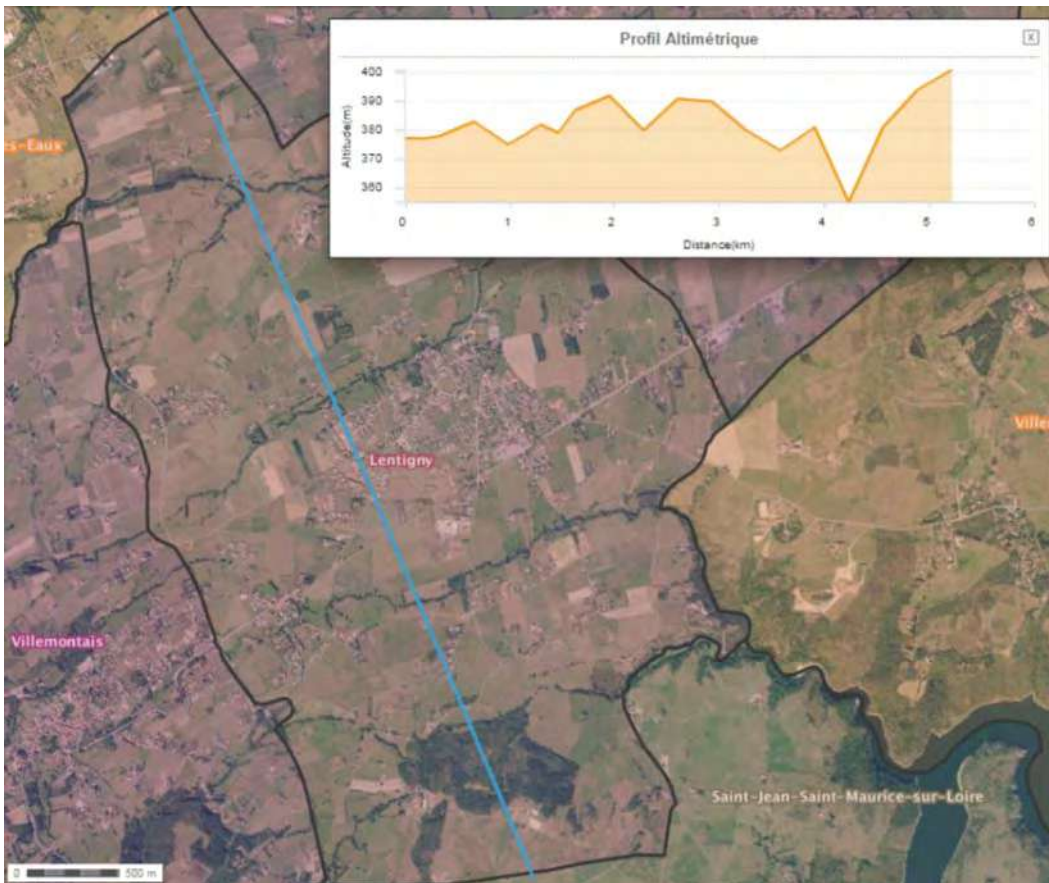 Profil Altimétrique
X
Altitude(m)
400
390
380
370
360
0 1 2 3 4 5 6
Distance(km)
es-Eaux
Lentigny
Ville
Villemontais
Saint-Jean-Saint-Maurice-sur-Loire
0 500 m